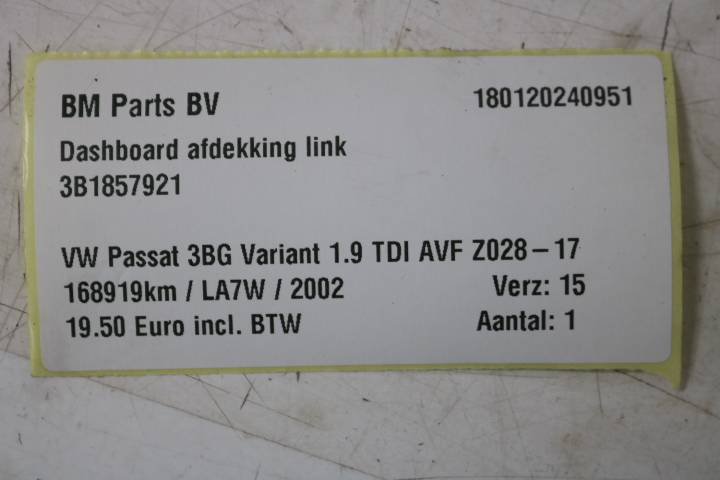 BM Parts BV 180120240951
Dashboard afdekking link
3B1857921
VW Passat 3BG Variant 1.9 TDI AVF Z028-17
168919km / LA7W / 2002 Verz: 15
19.50 Euro incl. BTW Aantal: 1